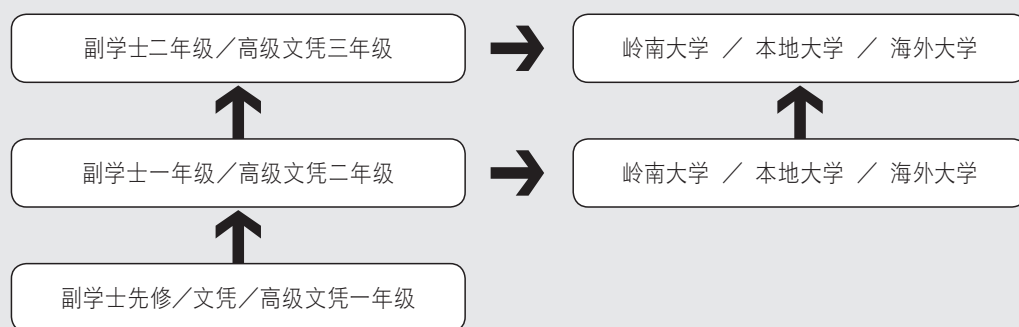 副学士二年级／高级文凭三年级
岭南大学 ／ 本地大学 ／ 海外大学
副学士一年级／高级文凭二年级
岭南大学 ／ 本地大学 ／ 海外大学
副学士先修／文凭／高级文凭一年级